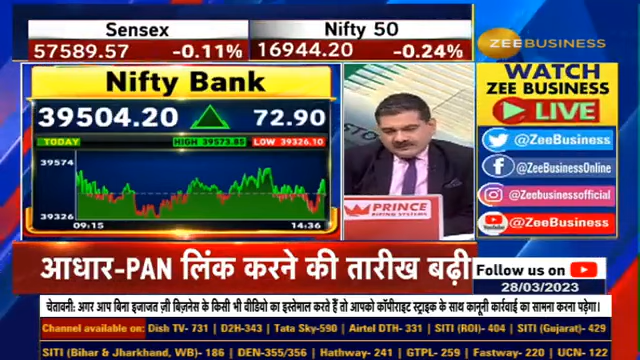 Sensex
57589.57 -0.11%
Nifty 50
16944.20 -0.24%
ZEE BUSINESS
Nifty Bank
39504.20 72.90
TODAY HIGH 39573.85 LOW 39326.10
39574
39326
09:15 14:36
PRINCE
PIPING SYSTEMS
WATCH
ZEE BUSINESS
LIVE
@ZeeBusiness
@ZeeBusinessOnline
@Zeebusinessofficial
@ZeeBusiness
आधार-PAN लिंक करने की तारीख बढ़ी
Follow us on
28/03/2023
चेतावनी: अगर आप बिना इजाजत ज़ी बिज़नेस के किसी भी वीडियो का इस्तेमाल करते हैं तो आपको कॉपीराइट स्ट्राइक के साथ कानूनी कार्रवाई का सामना करना पड़ेगा.
Channel available on: Dish TV- 731 | D2H-343 | Tata Sky-590 | Airtel DTH- 331 | SITI (ROI) - 404 | SITI (Gujarat) - 429
SITI (Bihar & Jharkhand, WB)- 186 | DEN-355/356 | Hathway- 241 | GTPL- 259 | Fastway- 220 | UCN- 122